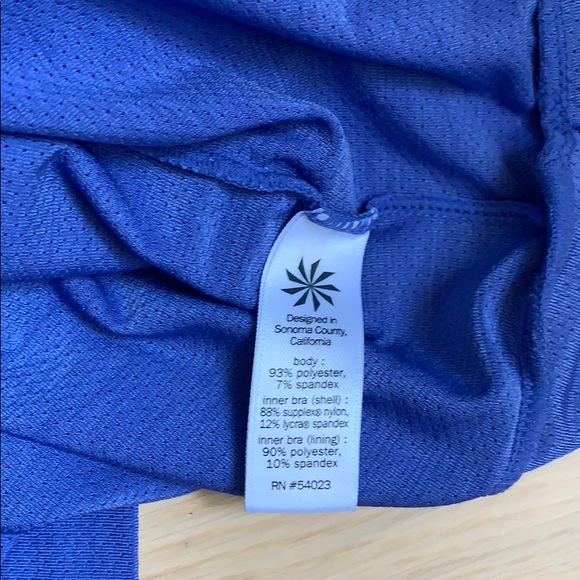 Designed in
Sonoma County,
California
body :
93% polyester,
7% spandex
inner bra (shell) :
88% supplex® nylon,
12% lycra® spandex
inner bra (lining) :
90% polyester,
10% spandex
RN #54023